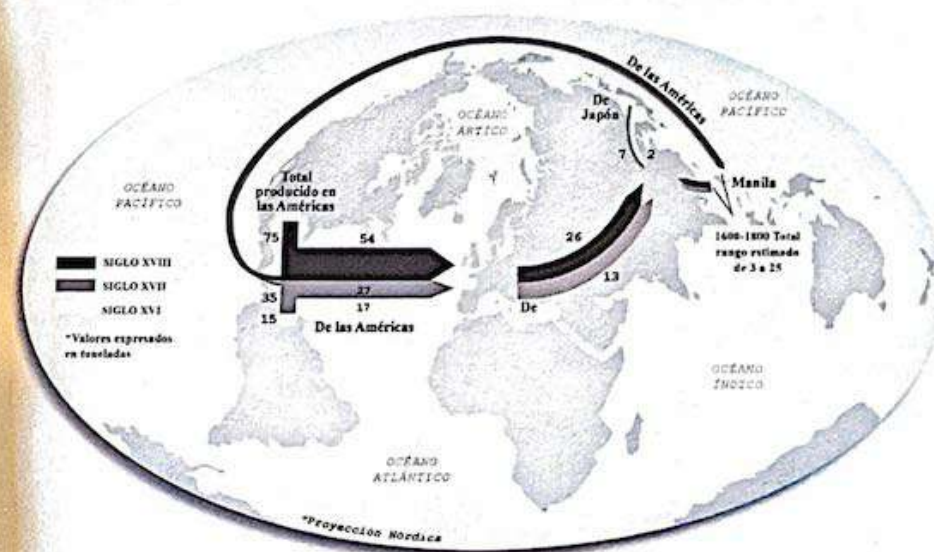 De las Américas
OCÉANO
PACÍFICO
De
Japón
OCÉANO
ÁRTICO
7
2
Manila
OCÉANO
PACÍFICO
Total
producido en
las Américas
75
54
26
1600-1800 Total
rango estimado
de 3 a 25
SIGLO XVIII
SIGLO XVII
SIGLO XVI
35
27
13
15
17
De
De las Américas
*Valores expresados
en toneladas
OCÉANO
ÍNDICO
OCÉANO
ATLÁNTICO
*Proyección Nórdica